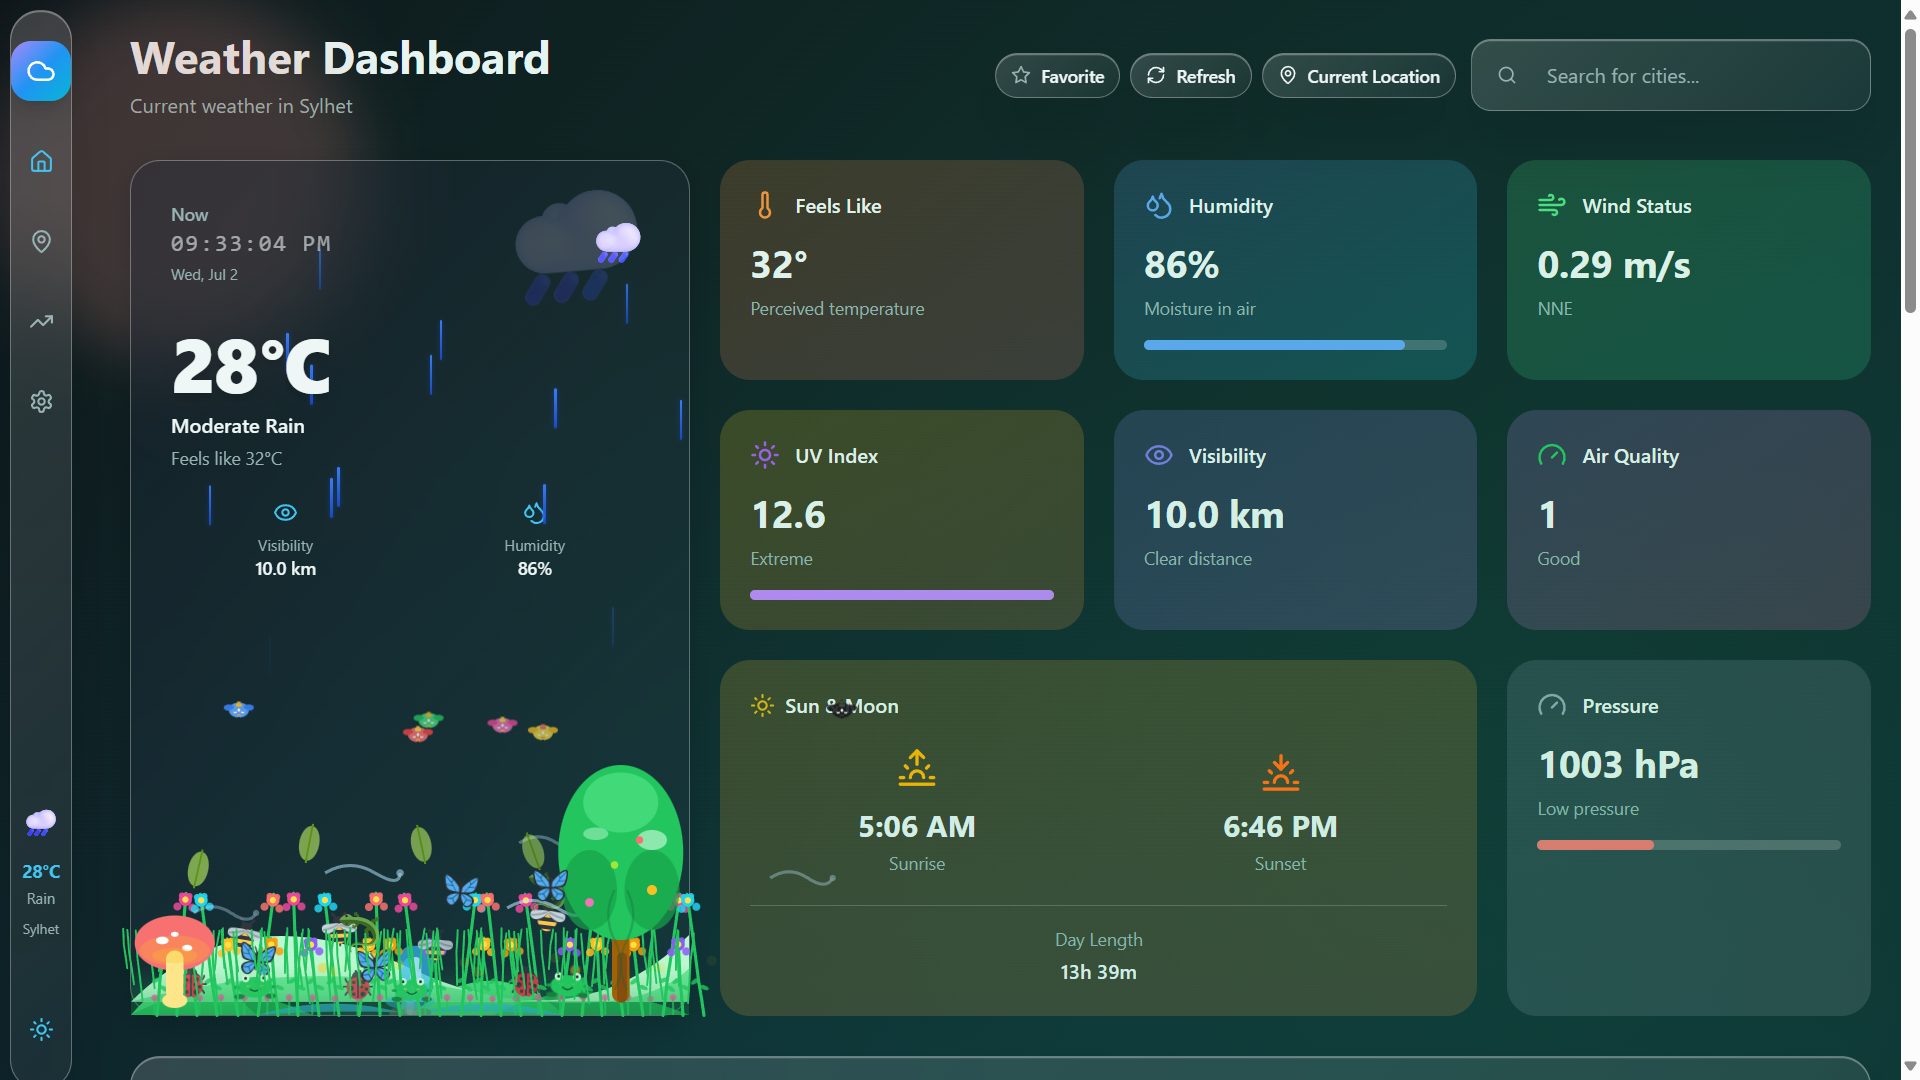 Weather Dashboard
Current weather in Sylhet
Favorite
Refresh
Current Location
Search for cities...
Now
09:33:04 PM
Wed, Jul 2
28°C
Moderate Rain
Feels like 32°C
Visibility
10.0 km
Humidity
86%
Feels Like
32°
Perceived temperature
Humidity
86%
Moisture in air
Wind Status
0.29 m/s
NNE
UV Index
12.6
Extreme
Visibility
10.0 km
Clear distance
Air Quality
1
Good
Sun & Moon
5:06 AM
Sunrise
6:46 PM
Sunset
Day Length
13h 39m
Pressure
1003 hPa
Low pressure
28°C
Rain
Sylhet